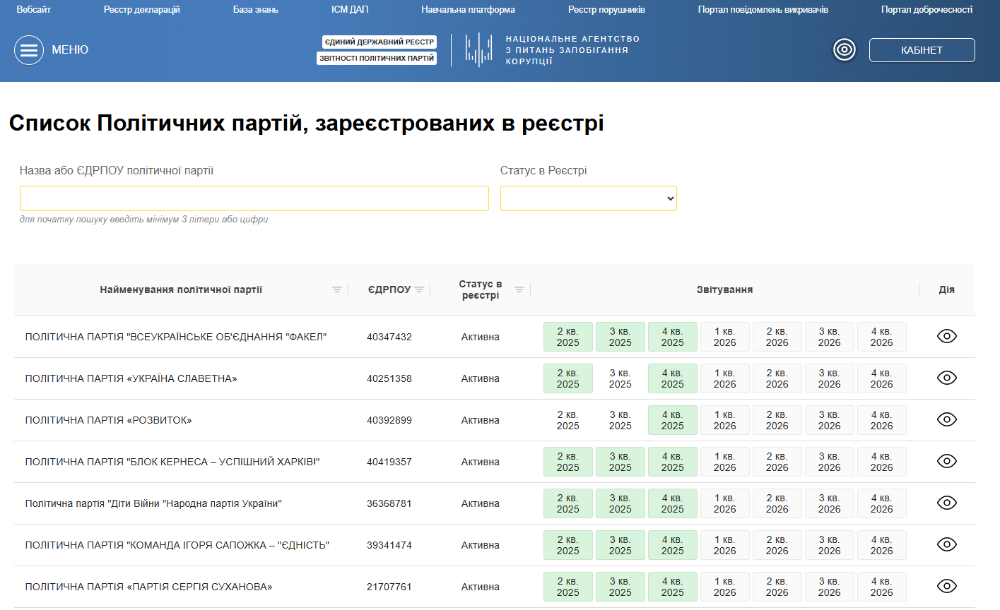 Вебсайт Реєстр декларацій База знань ІСМ ДАП Навчальна платформа Реєстр порушників Портал повідомлень викривачів Портал доброчесності
МЕНЮ
ЄДИНИЙ ДЕРЖАВНИЙ РЕЄСТР
ЗВІТНОСТІ ПОЛІТИЧНИХ ПАРТІЙ
НАЦІОНАЛЬНЕ АГЕНТСТВО
З ПИТАНЬ ЗАПОБІГАННЯ
КОРУПЦІЇ
КАБІНЕТ
Список Політичних партій, зареєстрованих в реєстрі
Назва або ЄДРПОУ політичної партії
Статус в Реєстрі
для початку пошуку введіть мінімум 3 літери або цифри
Найменування політичної партії ЄДРПОУ Статус в реєстрі Звітування Дія
ПОЛІТИЧНА ПАРТІЯ "ВСЕУКРАЇНСЬКЕ ОБ'ЄДНАННЯ "ФАКЕЛ" 40347432 Активна 2 кв. 2025 3 кв. 2025 4 кв. 2025 1 кв. 2026 2 кв. 2026 3 кв. 2026 4 кв. 2026
ПОЛІТИЧНА ПАРТІЯ «УКРАЇНА СЛАВЕТНА» 40251358 Активна 2 кв. 2025 3 кв. 2025 4 кв. 2025 1 кв. 2026 2 кв. 2026 3 кв. 2026 4 кв. 2026
ПОЛІТИЧНА ПАРТІЯ «РОЗВИТОК» 40392899 Активна 2 кв. 2025 3 кв. 2025 4 кв. 2025 1 кв. 2026 2 кв. 2026 3 кв. 2026 4 кв. 2026
ПОЛІТИЧНА ПАРТІЯ "БЛОК КЕРНЕСА – УСПІШНИЙ ХАРКІВ!" 40419357 Активна 2 кв. 2025 3 кв. 2025 4 кв. 2025 1 кв. 2026 2 кв. 2026 3 кв. 2026 4 кв. 2026
Політична партія "Діти Війни "Народна партія України" 36368781 Активна 2 кв. 2025 3 кв. 2025 4 кв. 2025 1 кв. 2026 2 кв. 2026 3 кв. 2026 4 кв. 2026
ПОЛІТИЧНА ПАРТІЯ "КОМАНДА ІГОРЯ САПОЖКА – "ЄДНІСТЬ" 39341474 Активна 2 кв. 2025 3 кв. 2025 4 кв. 2025 1 кв. 2026 2 кв. 2026 3 кв. 2026 4 кв. 2026
ПОЛІТИЧНА ПАРТІЯ «ПАРТІЯ СЕРГІЯ СУХАНОВА» 21707761 Активна 2 кв. 2025 3 кв. 2025 4 кв. 2025 1 кв. 2026 2 кв. 2026 3 кв. 2026 4 кв. 2026